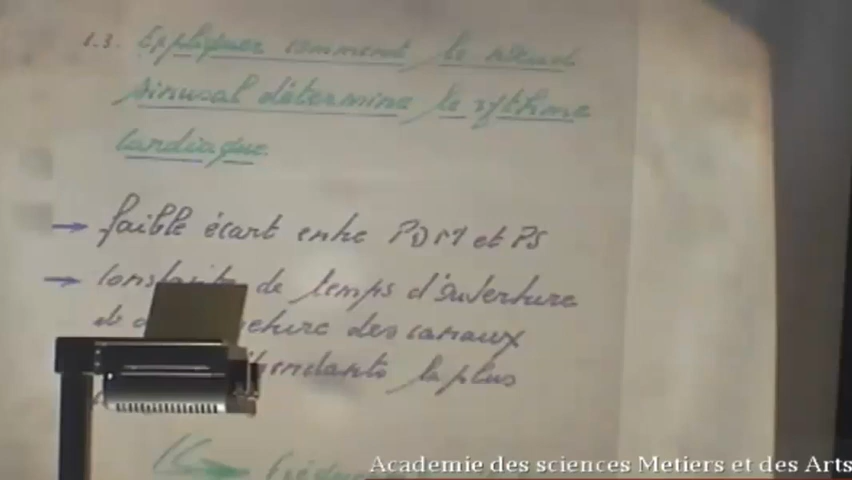 1.3. Expliquer comment le nœud
sinusal détermine le rythme
cardiaque
→ faible écart entre PDM et PS
→ constante de temps d'ouverture
des canaux
la plus
Academie des sciences Metiers et des Arts